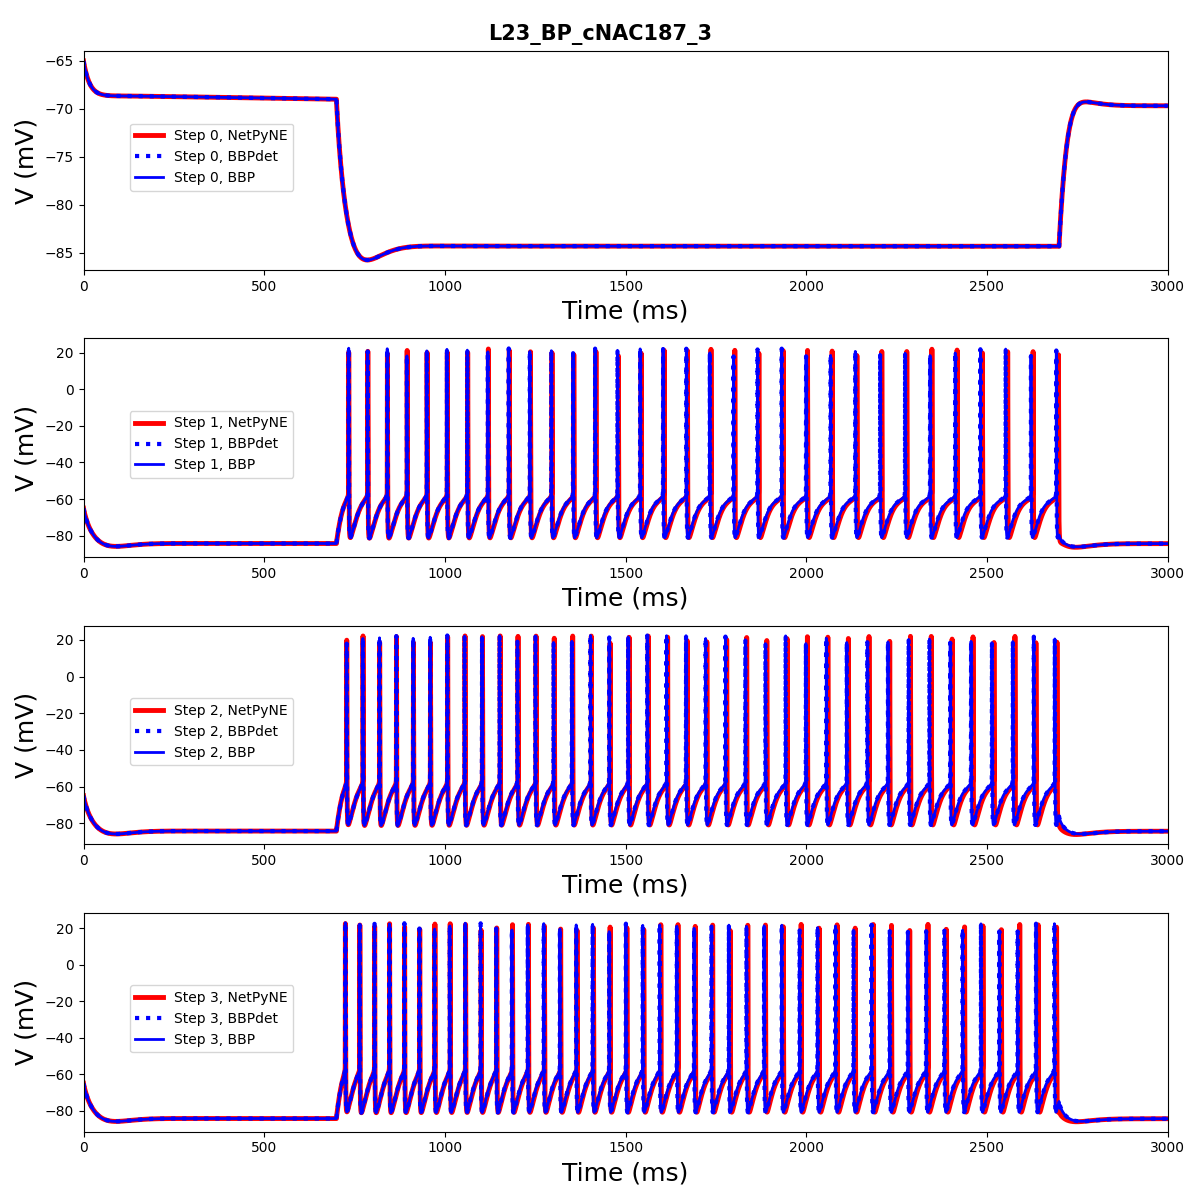 L23_BP_cNAC187_3
V (mV)
−65
−70
−75
−80
−85
Step 0, NetPyNE
Step 0, BBPdet
Step 0, BBP
0 500 1000 1500 2000 2500 3000
Time (ms)
V (mV)
20
0
−20
−40
−60
−80
Step 1, NetPyNE
Step 1, BBPdet
Step 1, BBP
0 500 1000 1500 2000 2500 3000
Time (ms)
V (mV)
20
0
−20
−40
−60
−80
Step 2, NetPyNE
Step 2, BBPdet
Step 2, BBP
0 500 1000 1500 2000 2500 3000
Time (ms)
V (mV)
20
0
−20
−40
−60
−80
Step 3, NetPyNE
Step 3, BBPdet
Step 3, BBP
0 500 1000 1500 2000 2500 3000
Time (ms)